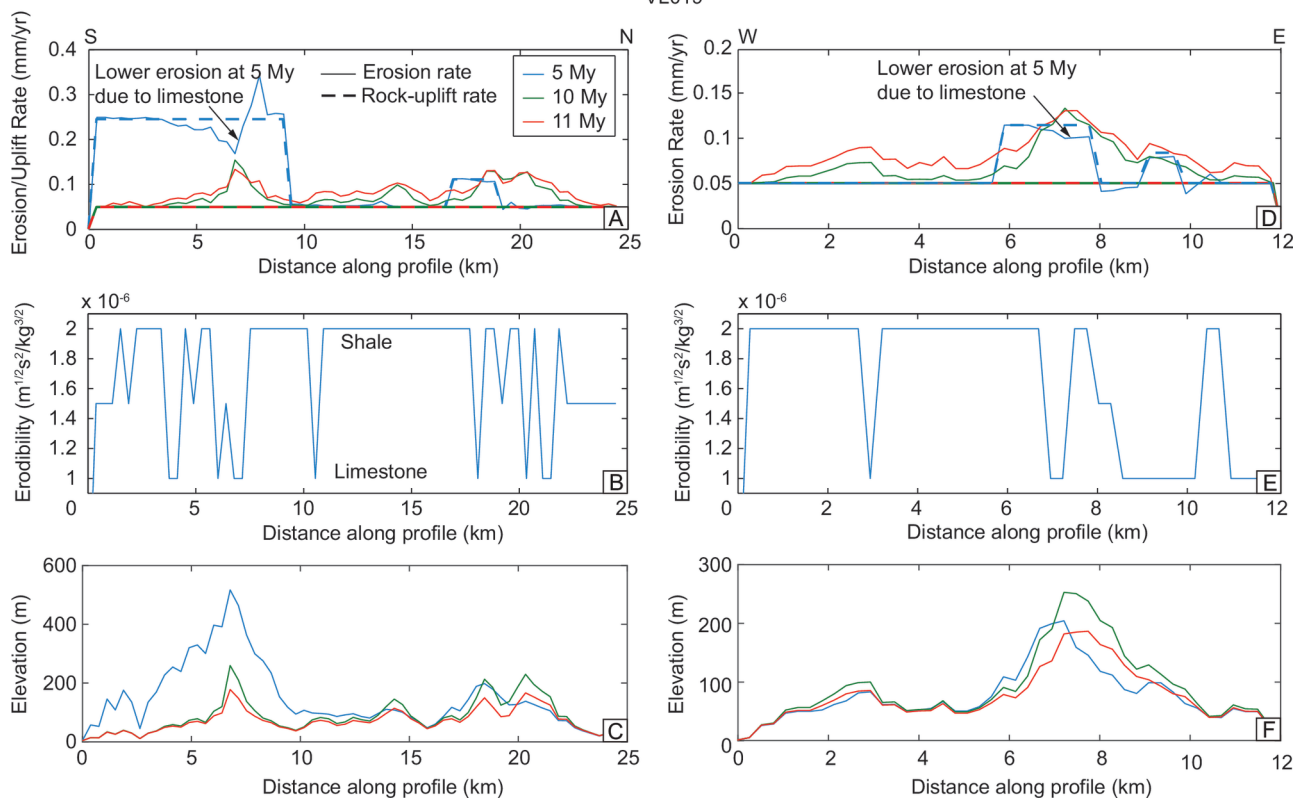 S
N
Erosion/Uplift Rate (mm/yr)
0.4
0.3
0.2
0.1
0
Lower erosion at 5 My
due to limestone
Erosion rate
Rock-uplift rate
5 My
10 My
11 My
A
0 5 10 15 20 25
Distance along profile (km)
W
E
Erosion Rate (mm/yr)
0.2
0.15
0.1
0.05
0
Lower erosion at 5 My
due to limestone
D
0 2 4 6 8 10 12
Distance along profile (km)
x 10⁻⁶
Erodibility (m^1/2s²/kg^3/2)
2
1.8
1.6
1.4
1.2
1
0
Shale
Limestone
B
5 10 15 20 25
Distance along profile (km)
x 10⁻⁶
Erodibility (m^1/2s²/kg^3/2)
2
1.8
1.6
1.4
1.2
1
0
E
0 2 4 6 8 10 12
Distance along profile (km)
Elevation (m)
600
400
200
0
C
0 5 10 15 20 25
Distance along profile (km)
Elevation (m)
300
200
100
0
F
0 2 4 6 8 10 12
Distance along profile (km)